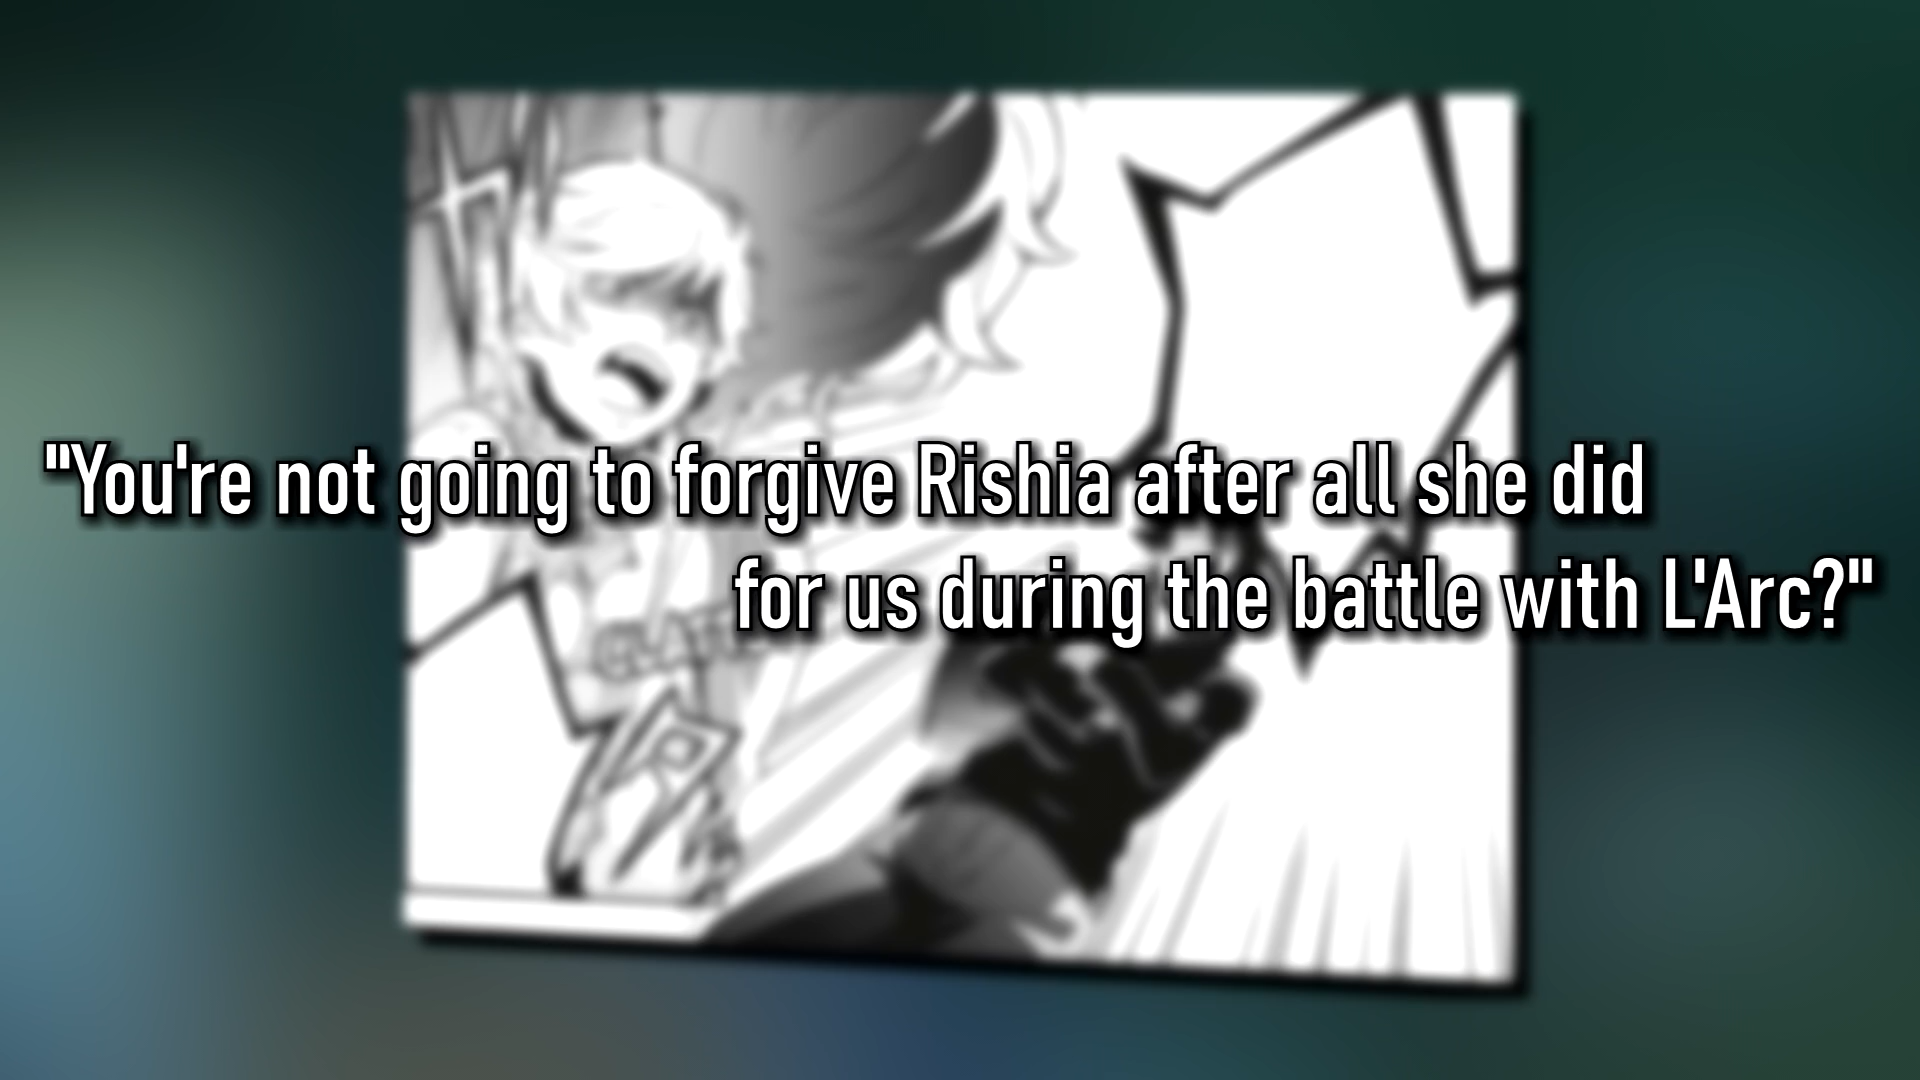 "You're not going to forgive Rishia after all she did
for us during the battle with L'Arc?"